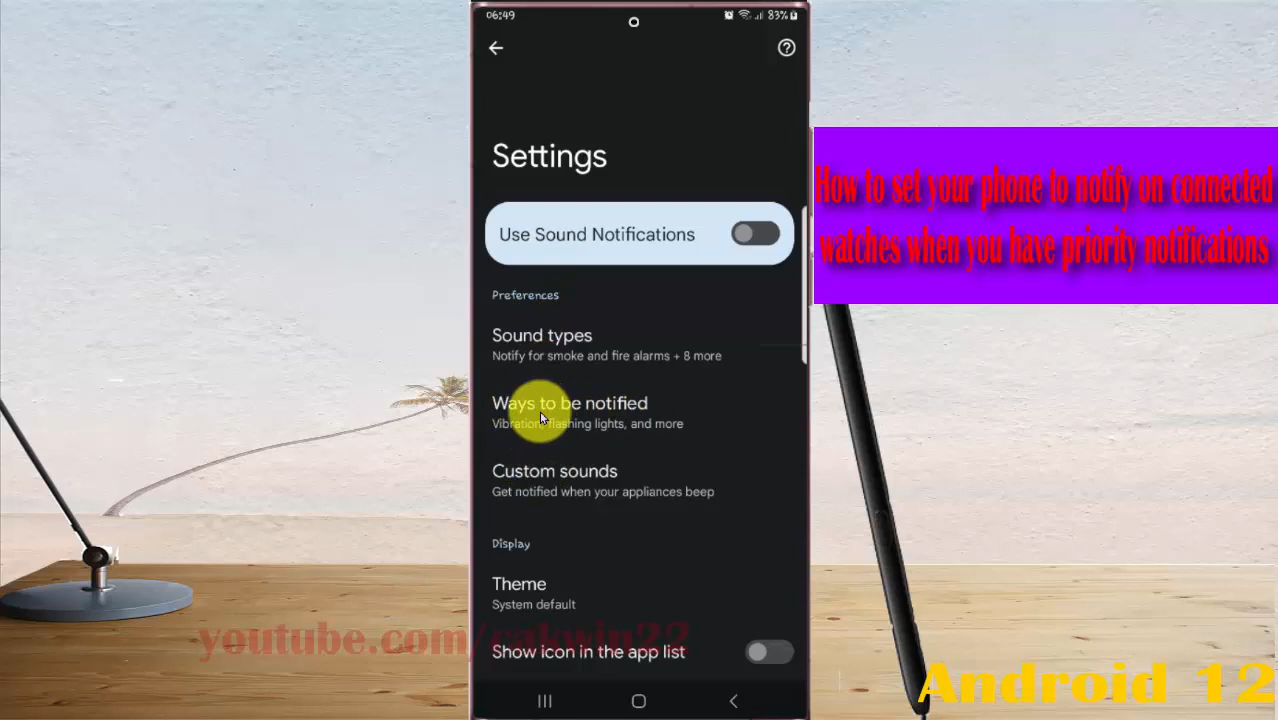 06:49
83%
Settings
Use Sound Notifications
Preferences
Sound types
Notify for smoke and fire alarms + 8 more
Ways to be notified
Vibration, flashing lights, and more
Custom sounds
Get notified when your appliances beep
Display
Theme
System default
Show icon in the app list
youtube.com/cakwin22
How to set your phone to notify on connected
watches when you have priority notifications
Android 12